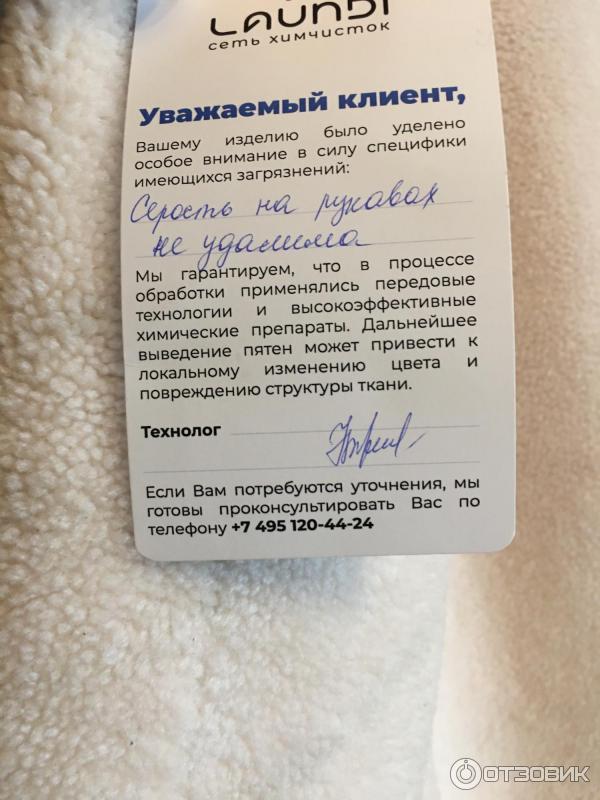 LAUNDI
сеть химчисток
Уважаемый клиент,
Вашему изделию было уделено
особое внимание в силу специфики
имеющихся загрязнений:
Серость на рукавах
не удалима
Мы гарантируем, что в процессе
обработки применялись передовые
технологии и высокоэффективные
химические препараты. Дальнейшее
выведение пятен может привести к
локальному изменению цвета и
повреждению структуры ткани.
Технолог
Если Вам потребуются уточнения, мы
готовы проконсультировать Вас по
телефону +7 495 120-44-24
ОТЗОВИК